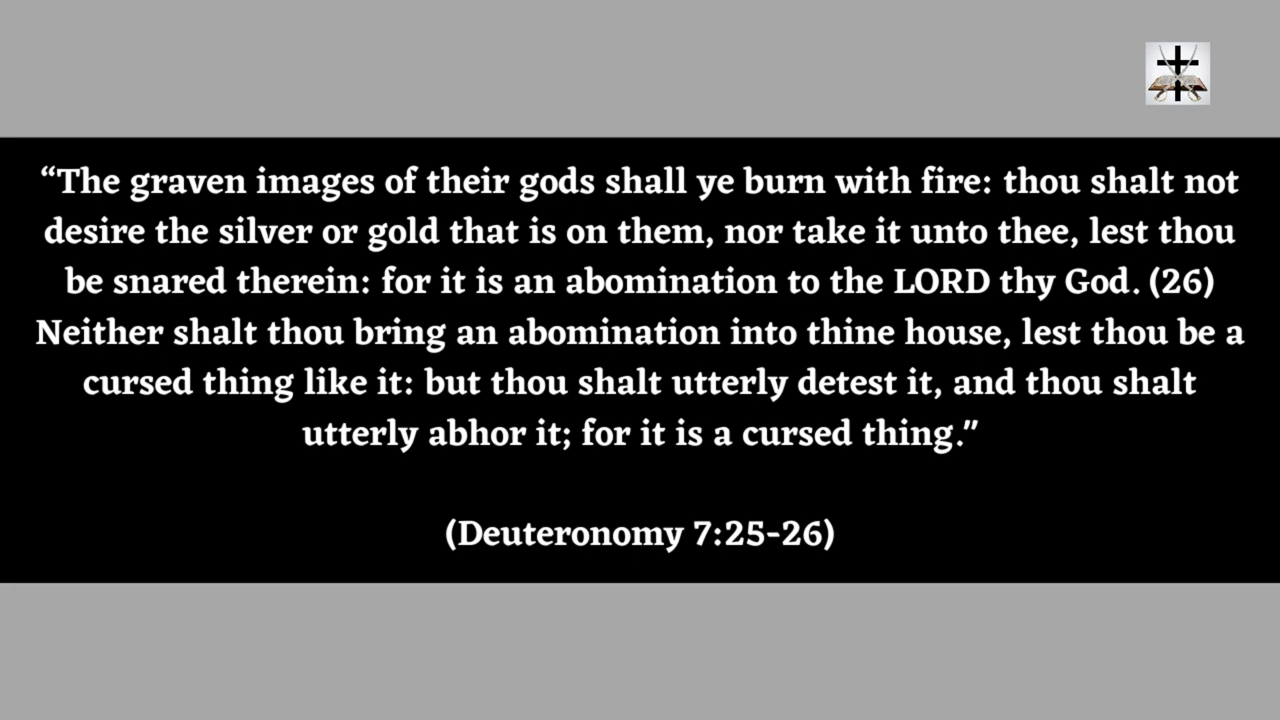 “The graven images of their gods shall ye burn with fire: thou shalt not
desire the silver or gold that is on them, nor take it unto thee, lest thou
be snared therein: for it is an abomination to the LORD thy God. (26)
Neither shalt thou bring an abomination into thine house, lest thou be a
cursed thing like it: but thou shalt utterly detest it, and thou shalt
utterly abhor it; for it is a cursed thing.”
(Deuteronomy 7:25-26)